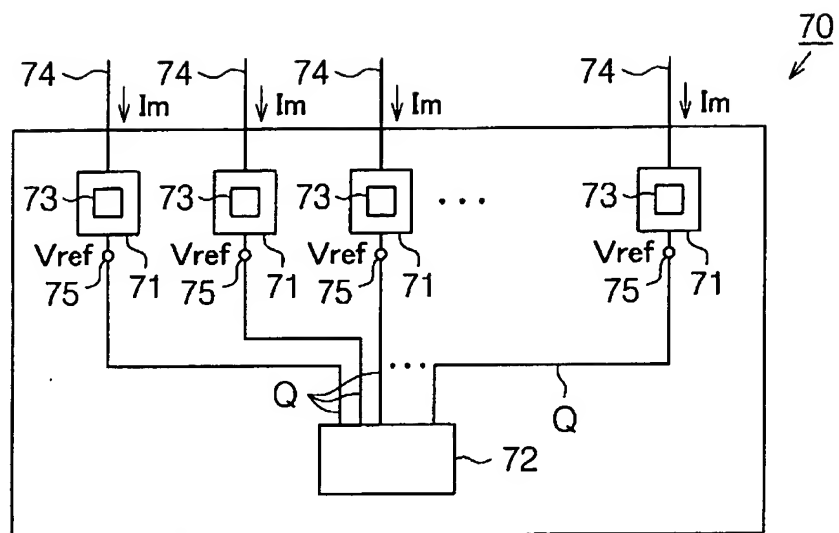 70
74 74 74 74
Im Im Im Im
73 73 73 ... 73
Vref Vref Vref Vref
75 71 75 71 75 71 75 71
...
Q Q
72